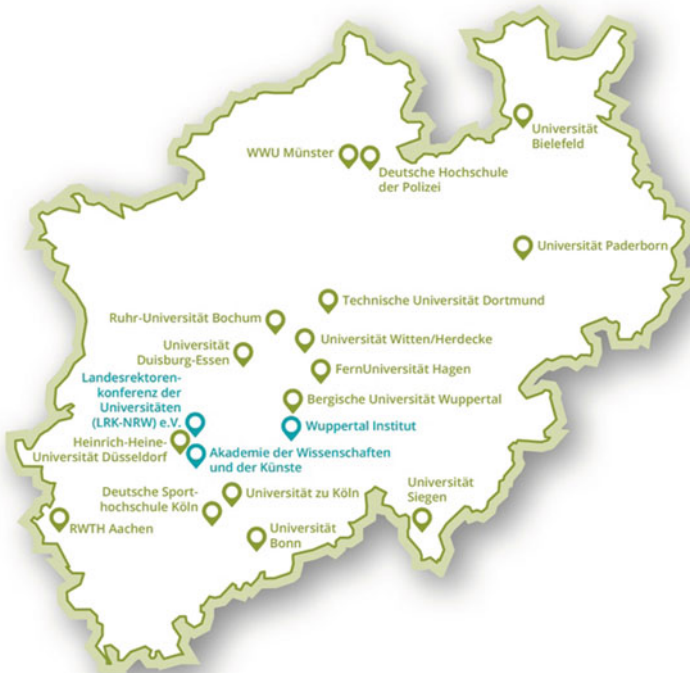 Universität
Bielefeld
WWU Münster
Deutsche Hochschule
der Polizei
Universität Paderborn
Technische Universität Dortmund
Ruhr-Universität Bochum
Universität Witten/Herdecke
Universität
Duisburg-Essen
FernUniversität Hagen
Landesrektoren-
konferenz der
Universitäten
(LRK-NRW) e.V.
Bergische Universität Wuppertal
Wuppertal Institut
Heinrich-Heine-
Universität Düsseldorf
Akademie der Wissenschaften
und der Künste
Deutsche Sport-
hochschule Köln
Universität zu Köln
Universität
Siegen
RWTH Aachen
Universität
Bonn